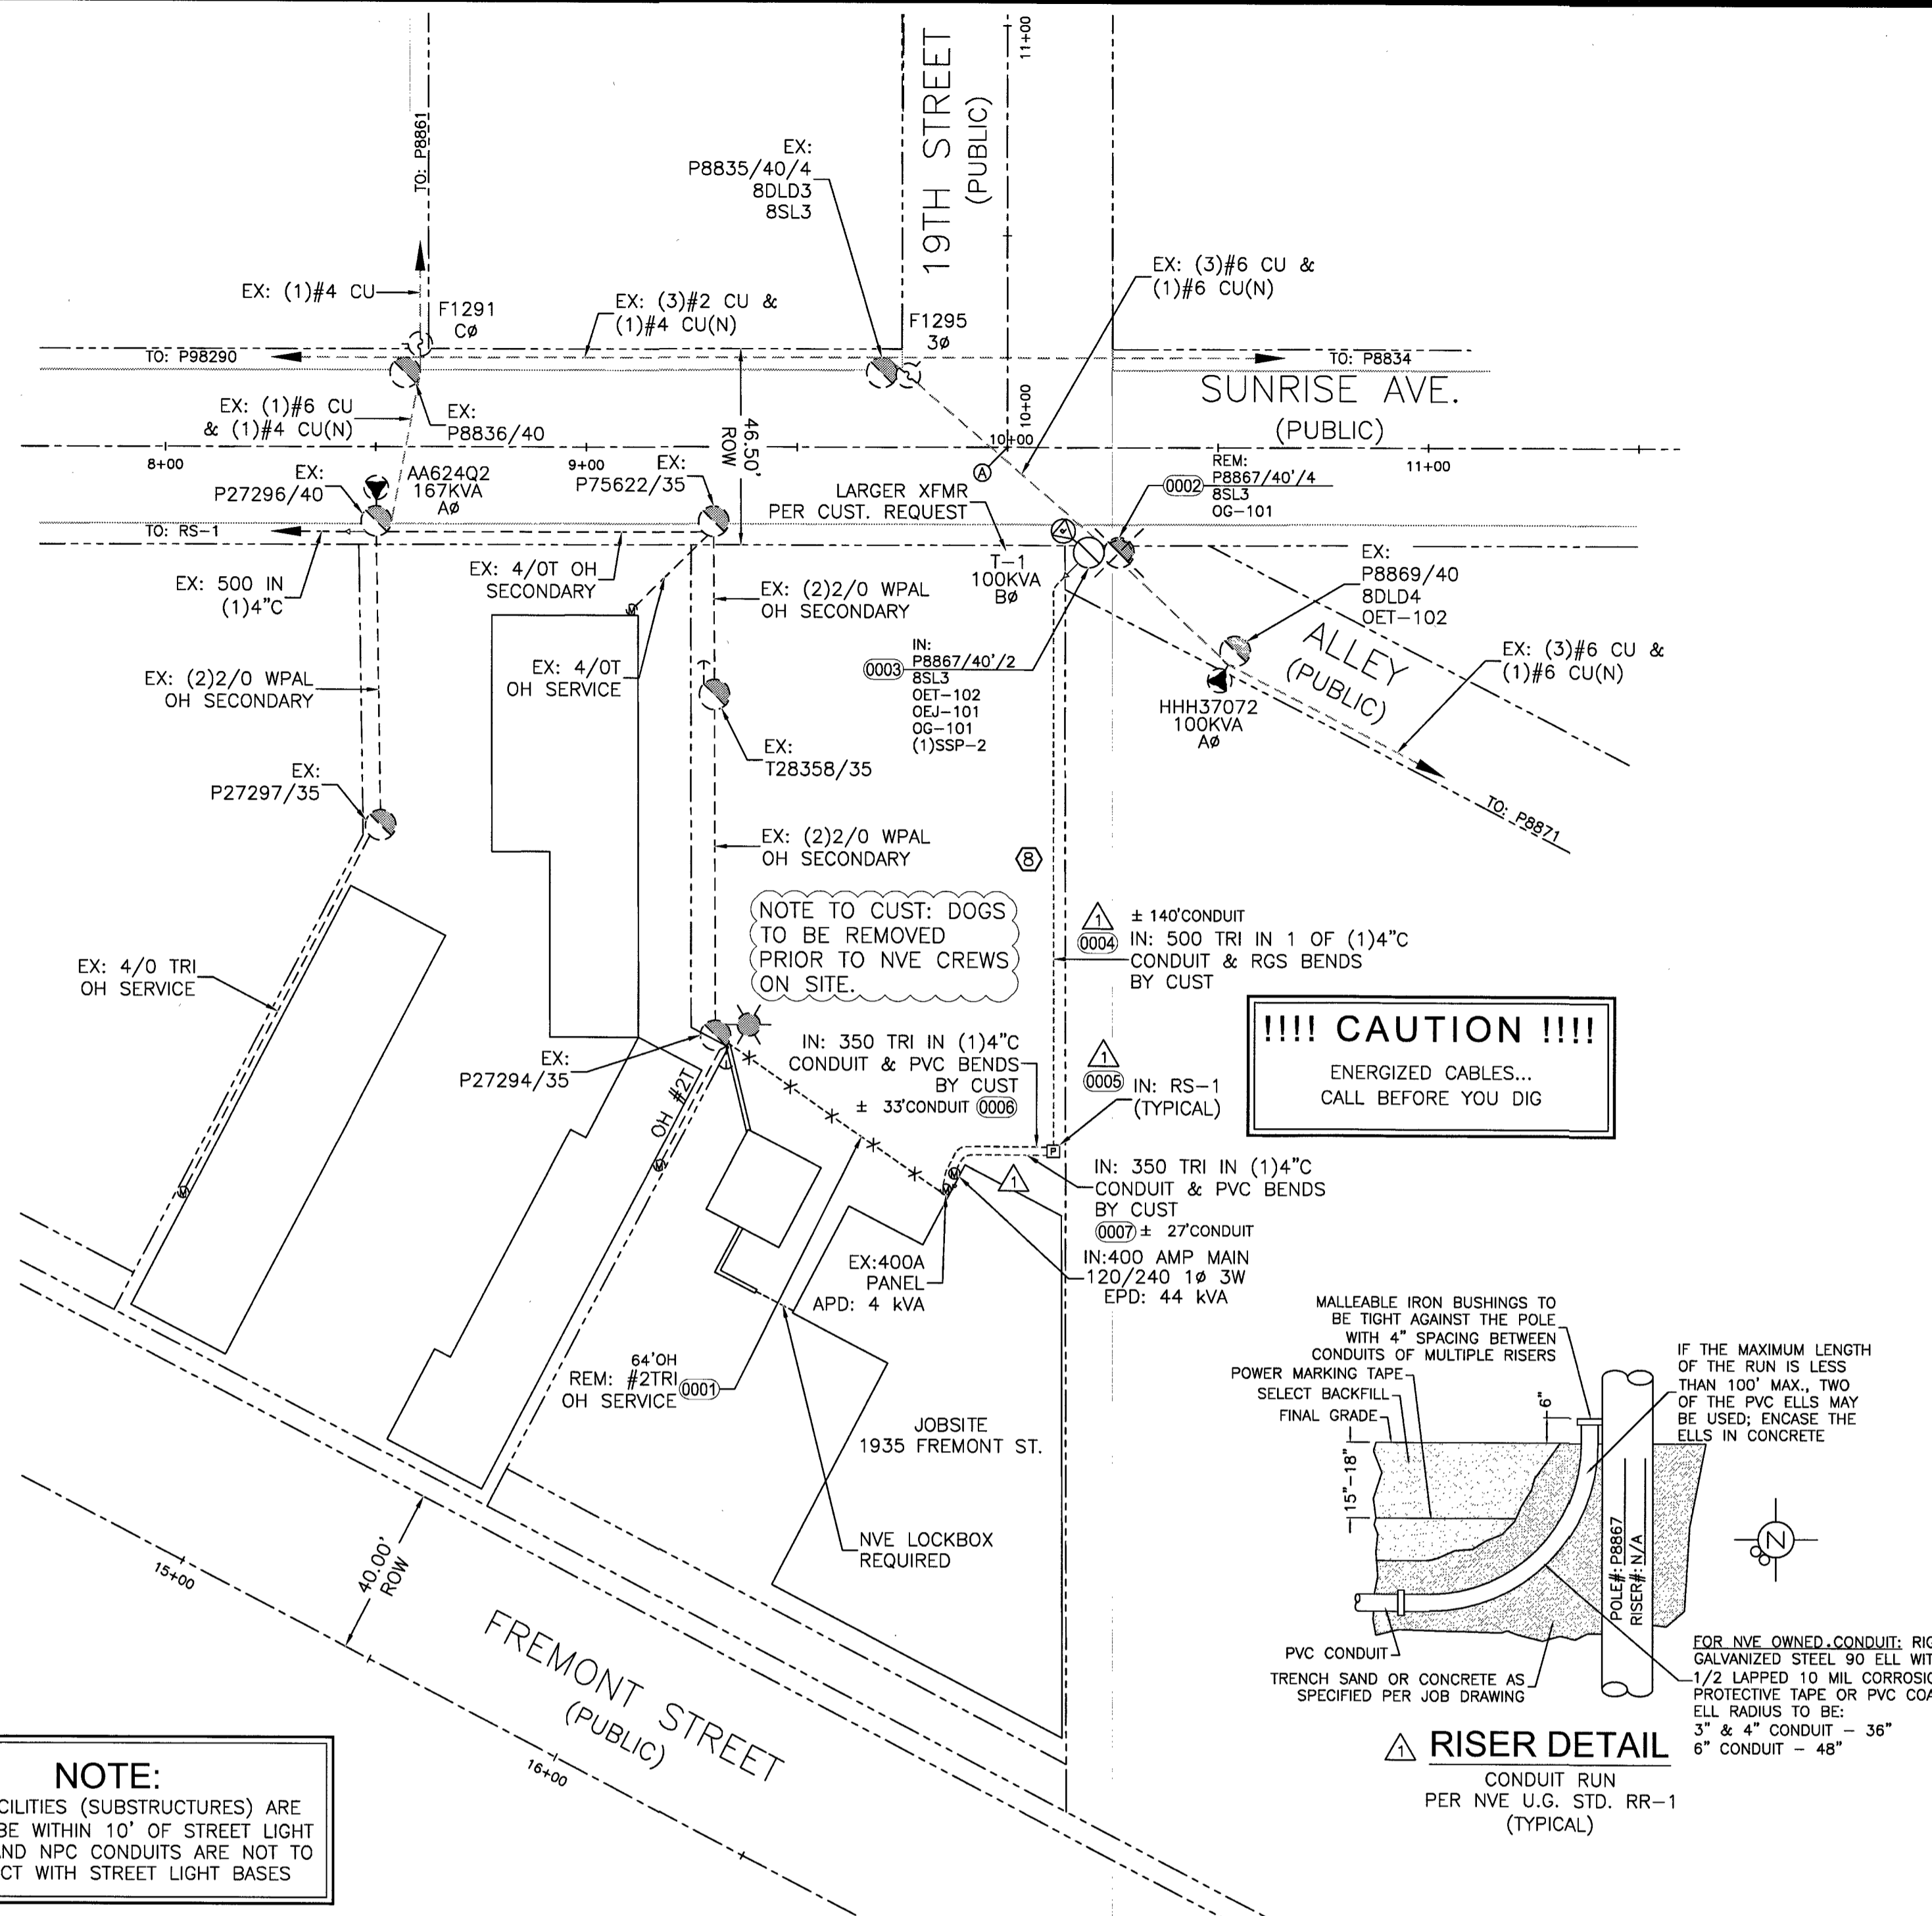 19TH STREET
(PUBLIC)
11+00
TO: P8861
EX:
P8835/40/4
8DLD3
8SL3
EX: (1)#4 CU
F1291
CØ
EX: (3)#2 CU &
(1)#4 CU(N)
F1295
3Ø
EX: (3)#6 CU &
(1)#6 CU(N)
TO: P98290
TO: P8834
SUNRISE AVE.
(PUBLIC)
EX: (1)#6 CU
& (1)#4 CU(N)
EX:
P8836/40
46.50'
ROW
10+00
10+00
8+00
9+00
11+00
EX:
P27296/40
AA624Q2
167KVA
AØ
EX:
P75622/35
A
LARGER XFMR
PER CUST. REQUEST
REM:
0002
P8867/40'/4
8SL3
OG-101
TO: RS-1
EX: 500 IN
(1)4"C
EX: 4/0T OH
SECONDARY
EX: (2)2/0 WPAL
OH SECONDARY
T-1
100KVA
BØ
EX:
P8869/40
8DLD4
OET-102
ALLEY
(PUBLIC)
EX: (3)#6 CU &
(1)#6 CU(N)
EX: (2)2/0 WPAL
OH SECONDARY
EX: 4/0T
OH SERVICE
IN:
0003
P8867/40'/2
8SL3
OET-102
OEJ-101
OG-101
(1)SSP-2
HHH37072
100KVA
AØ
EX:
T28358/35
EX:
P27297/35
TO: P8871
EX: (2)2/0 WPAL
OH SECONDARY
8
NOTE TO CUST: DOGS
TO BE REMOVED
PRIOR TO NVE CREWS
ON SITE.
1
± 140'CONDUIT
0004
IN: 500 TRI IN 1 OF (1)4"C
CONDUIT & RGS BENDS
BY CUST
EX: 4/0 TRI
OH SERVICE
!!!! CAUTION !!!!
ENERGIZED CABLES...
CALL BEFORE YOU DIG
EX:
P27294/35
OH #2T
IN: 350 TRI IN (1)4"C
CONDUIT & PVC BENDS
BY CUST
± 33'CONDUIT 0006
1
0005
IN: RS-1
(TYPICAL)
P
M
M
M
M
M
1
IN: 350 TRI IN (1)4"C
CONDUIT & PVC BENDS
BY CUST
0007 ± 27'CONDUIT
EX:400A
PANEL
APD: 4 kVA
IN:400 AMP MAIN
120/240 1Ø 3W
EPD: 44 kVA
64'OH
REM: #2TRI
OH SERVICE
0001
JOBSITE
1935 FREMONT ST.
NVE LOCKBOX
REQUIRED
15+00
40.00'
ROW
FREMONT STREET
(PUBLIC)
16+00
MALLEABLE IRON BUSHINGS TO
BE TIGHT AGAINST THE POLE
WITH 4" SPACING BETWEEN
CONDUITS OF MULTIPLE RISERS
POWER MARKING TAPE
SELECT BACKFILL
FINAL GRADE
6"
15"-18"
IF THE MAXIMUM LENGTH
OF THE RUN IS LESS
THAN 100' MAX., TWO
OF THE PVC ELLS MAY
BE USED; ENCASE THE
ELLS IN CONCRETE
POLE#: P8867
RISER#: N/A
N
PVC CONDUIT
TRENCH SAND OR CONCRETE AS
SPECIFIED PER JOB DRAWING
FOR NVE OWNED CONDUIT: RIG
GALVANIZED STEEL 90 ELL WIT
1/2 LAPPED 10 MIL CORROSIO
PROTECTIVE TAPE OR PVC COA
ELL RADIUS TO BE:
3" & 4" CONDUIT - 36"
6" CONDUIT - 48"
1
RISER DETAIL
CONDUIT RUN
PER NVE U.G. STD. RR-1
(TYPICAL)
NOTE:
CILITIES (SUBSTRUCTURES) ARE
BE WITHIN 10' OF STREET LIGHT
AND NPC CONDUITS ARE NOT TO
CT WITH STREET LIGHT BASES